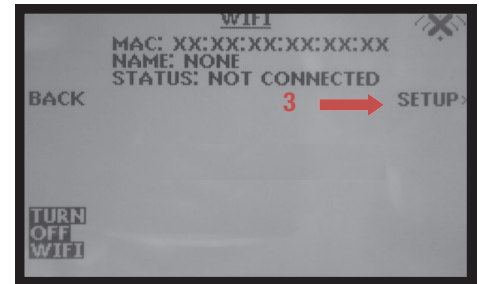 WIFI
MAC: XX:XX:XX:XX:XX:XX
NAME: NONE
STATUS: NOT CONNECTED
BACK
3
SETUP>
TURN
OFF
WIFI